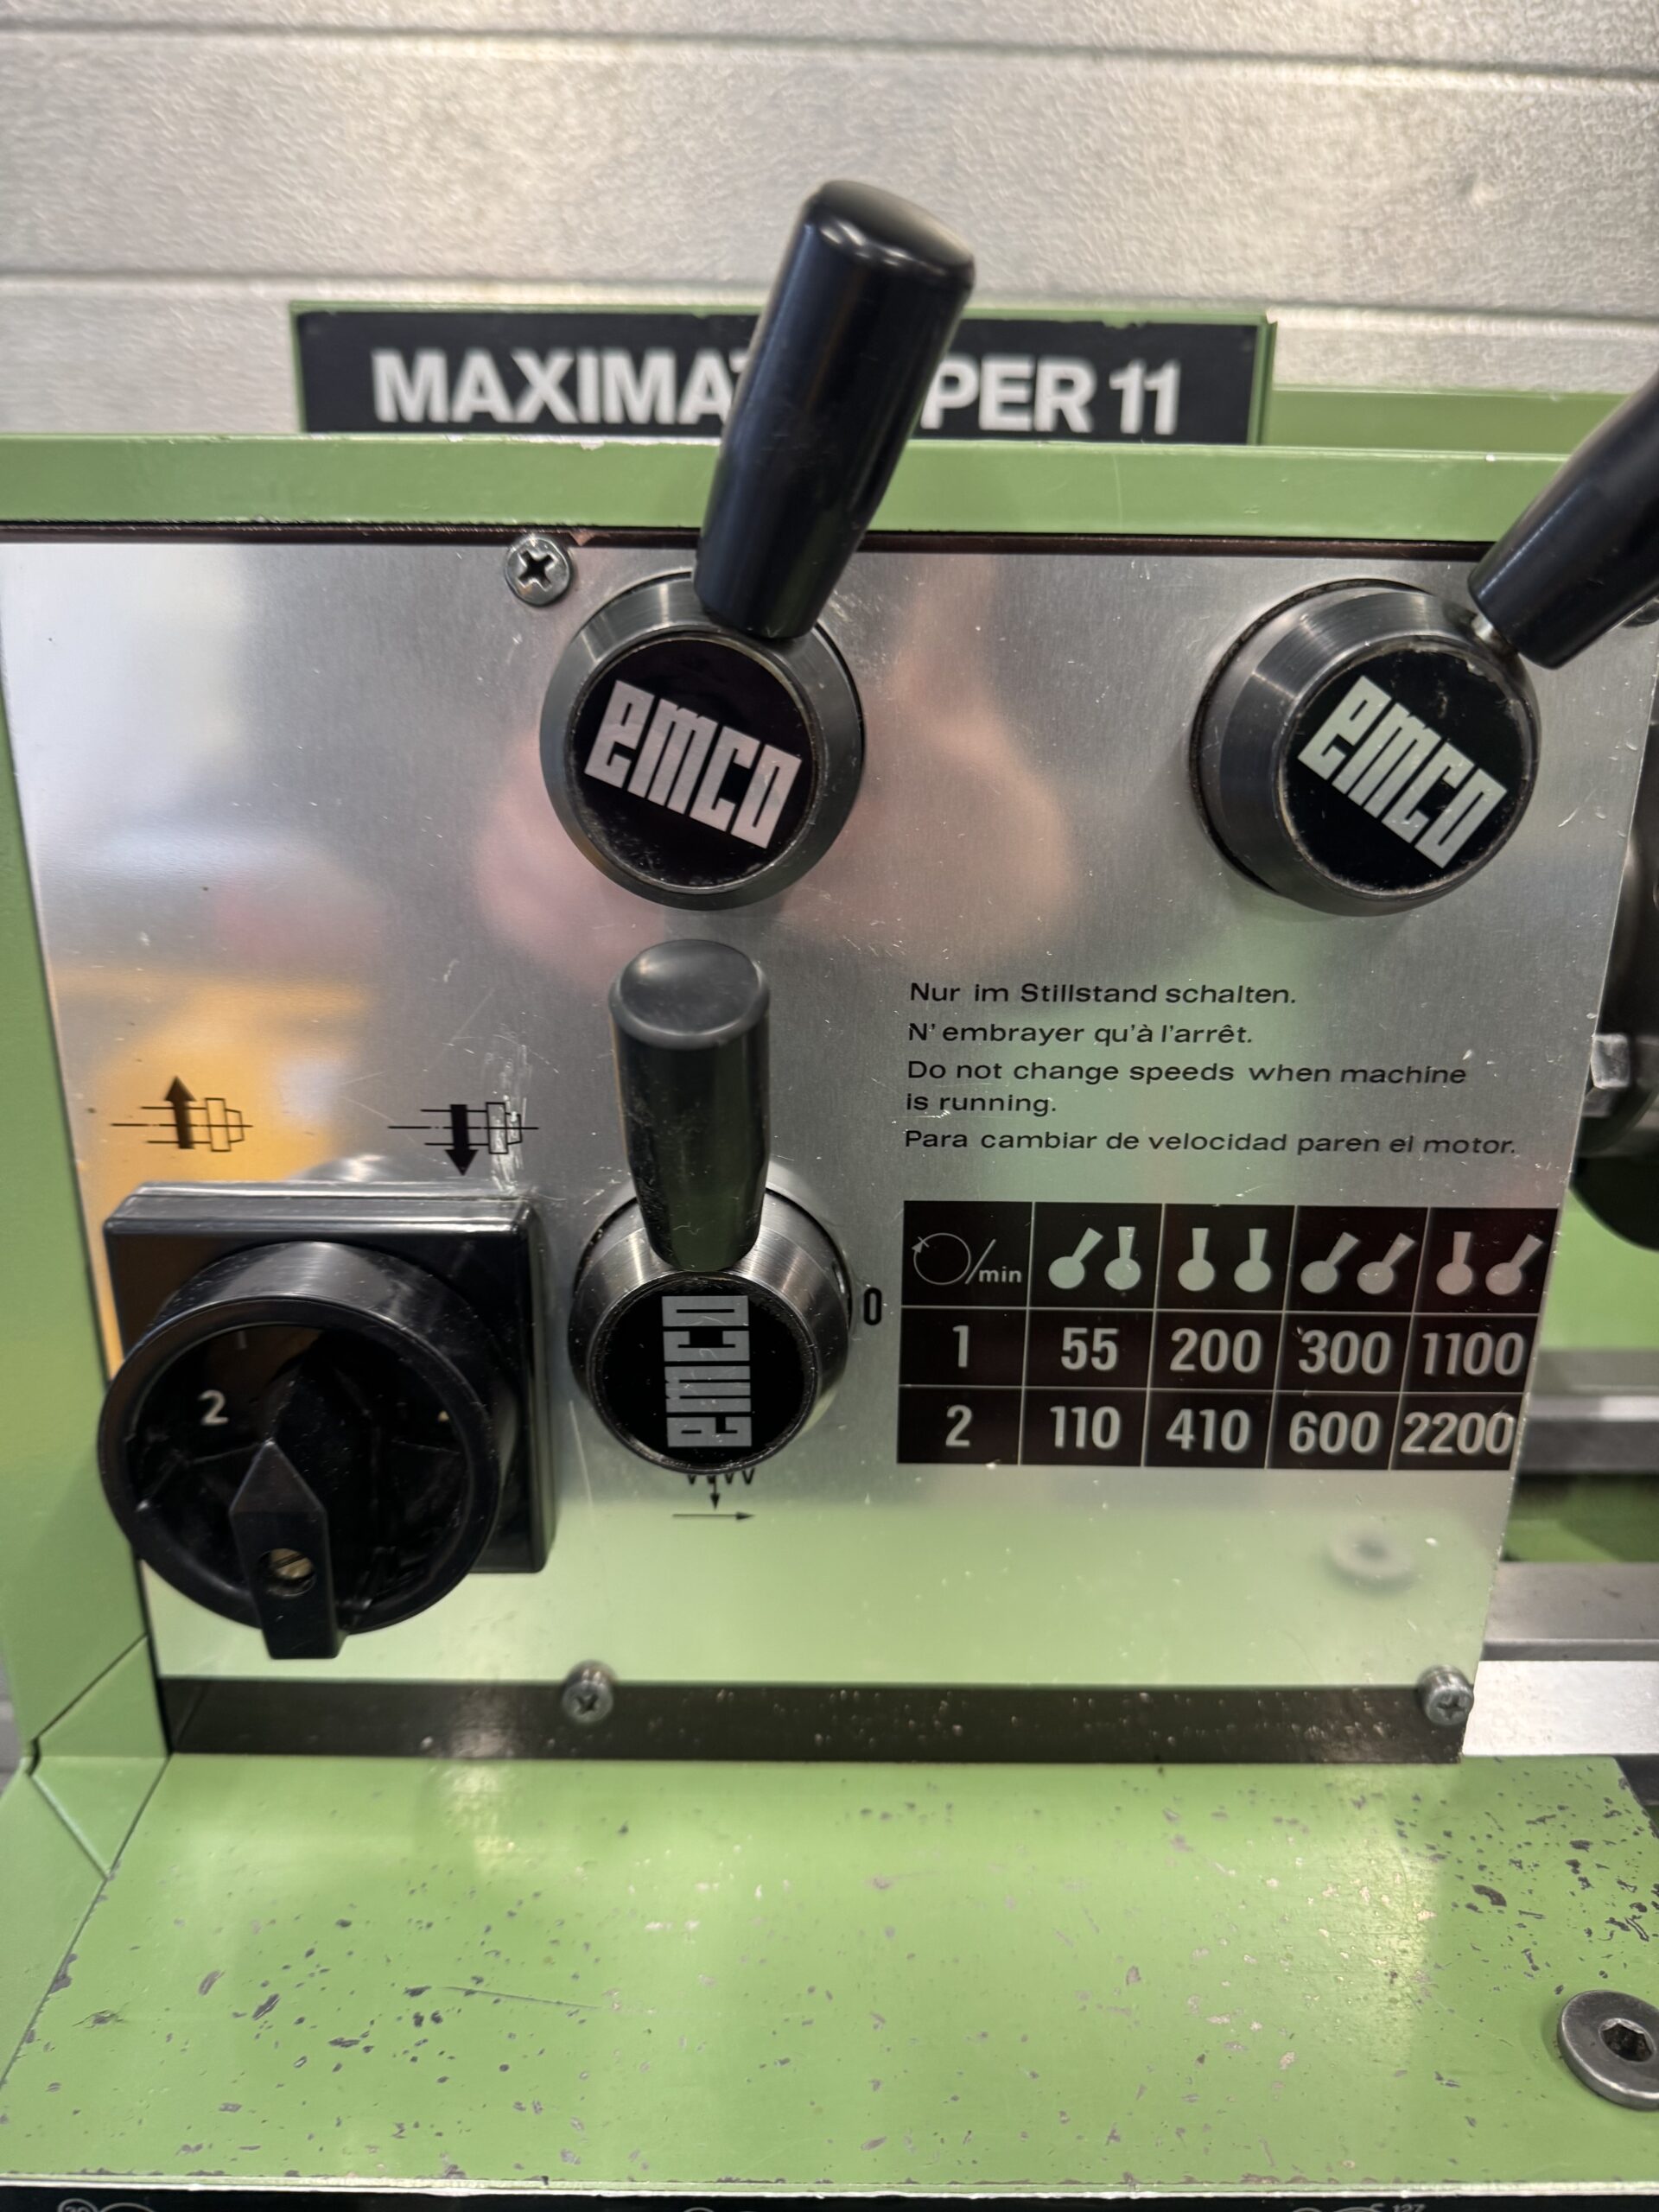 MAXIMAT PER 11
emco
emco
Nur im Stillstand schalten.
N'embrayer qu'à l'arrêt.
Do not change speeds when machine
is running.
Para cambiar de velocidad paren el motor.
emco
0
/min
1 55 200 300 1100
2 110 410 600 2200
2
127